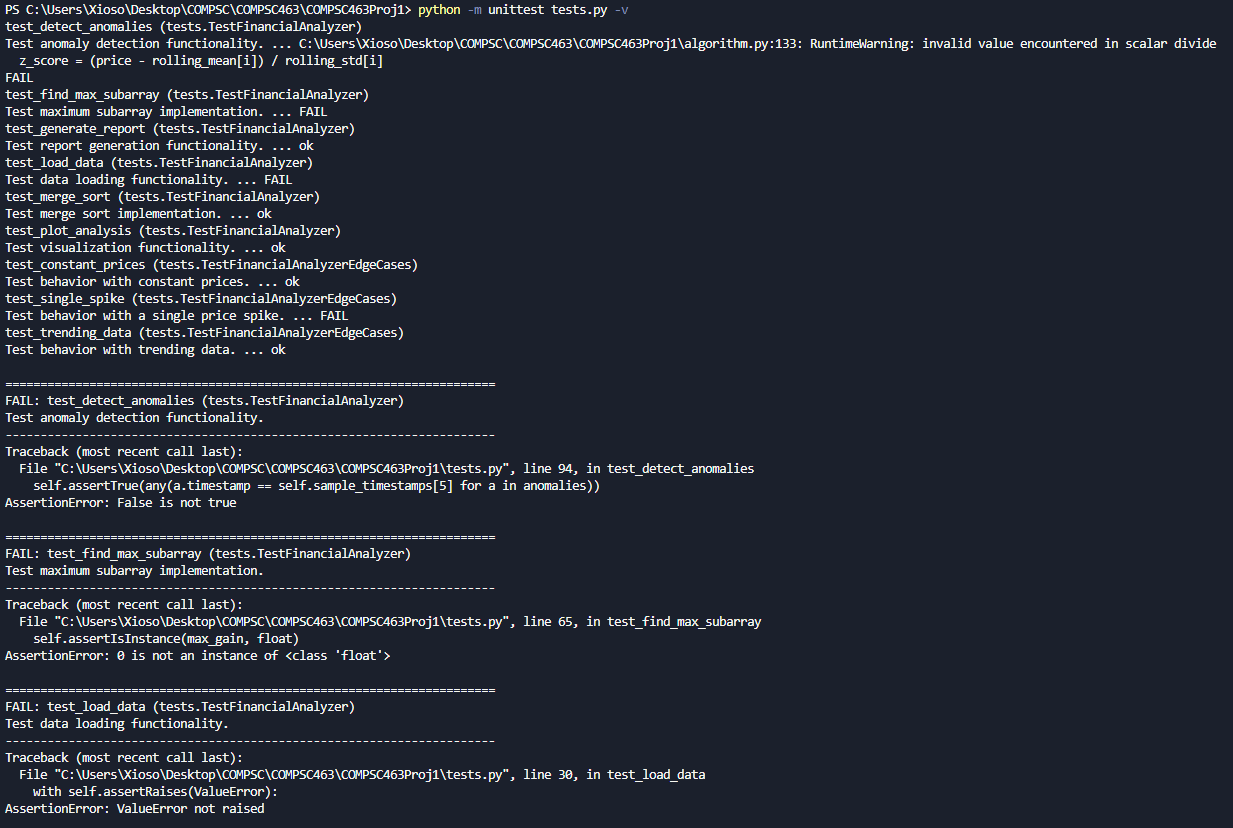 PS C:\Users\Xioso\Desktop\COMPSC\COMPSC463\COMPSC463Proj1> python -m unittest tests.py -v
test_detect_anomalies (tests.TestFinancialAnalyzer)
Test anomaly detection functionality. ... C:\Users\Xioso\Desktop\COMPSC\COMPSC463\COMPSC463Proj1\algorithm.py:133: RuntimeWarning: invalid value encountered in scalar divide
  z_score = (price - rolling_mean[i]) / rolling_std[i]
FAIL
test_find_max_subarray (tests.TestFinancialAnalyzer)
Test maximum subarray implementation. ... FAIL
test_generate_report (tests.TestFinancialAnalyzer)
Test report generation functionality. ... ok
test_load_data (tests.TestFinancialAnalyzer)
Test data loading functionality. ... FAIL
test_merge_sort (tests.TestFinancialAnalyzer)
Test merge sort implementation. ... ok
test_plot_analysis (tests.TestFinancialAnalyzer)
Test visualization functionality. ... ok
test_constant_prices (tests.TestFinancialAnalyzerEdgeCases)
Test behavior with constant prices. ... ok
test_single_spike (tests.TestFinancialAnalyzerEdgeCases)
Test behavior with a single price spike. ... FAIL
test_trending_data (tests.TestFinancialAnalyzerEdgeCases)
Test behavior with trending data. ... ok

======================================================================
FAIL: test_detect_anomalies (tests.TestFinancialAnalyzer)
Test anomaly detection functionality.
----------------------------------------------------------------------
Traceback (most recent call last):
  File "C:\Users\Xioso\Desktop\COMPSC\COMPSC463\COMPSC463Proj1\tests.py", line 94, in test_detect_anomalies
    self.assertTrue(any(a.timestamp == self.sample_timestamps[5] for a in anomalies))
AssertionError: False is not true

======================================================================
FAIL: test_find_max_subarray (tests.TestFinancialAnalyzer)
Test maximum subarray implementation.
----------------------------------------------------------------------
Traceback (most recent call last):
  File "C:\Users\Xioso\Desktop\COMPSC\COMPSC463\COMPSC463Proj1\tests.py", line 65, in test_find_max_subarray
    self.assertIsInstance(max_gain, float)
AssertionError: 0 is not an instance of <class 'float'>

======================================================================
FAIL: test_load_data (tests.TestFinancialAnalyzer)
Test data loading functionality.
----------------------------------------------------------------------
Traceback (most recent call last):
  File "C:\Users\Xioso\Desktop\COMPSC\COMPSC463\COMPSC463Proj1\tests.py", line 30, in test_load_data
    with self.assertRaises(ValueError):
AssertionError: ValueError not raised